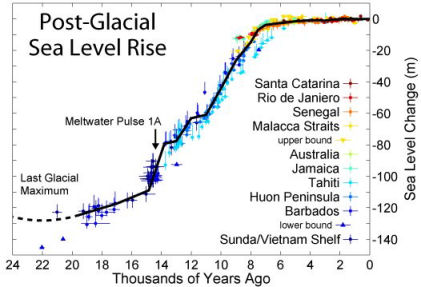 Post-Glacial
Sea Level Rise
Meltwater Pulse 1A
Last Glacial
Maximum
Santa Catarina
Rio de Janiero
Senegal
Malacca Straits
upper bound
Australia
Jamaica
Tahiti
Huon Peninsula
Barbados
lower bound
Sunda/Vietnam Shelf
0
-20
-40
-60
-80
-100
-120
-140
Sea Level Change (m)
24 22 20 18 16 14 12 10 8 6 4 2 0
Thousands of Years Ago